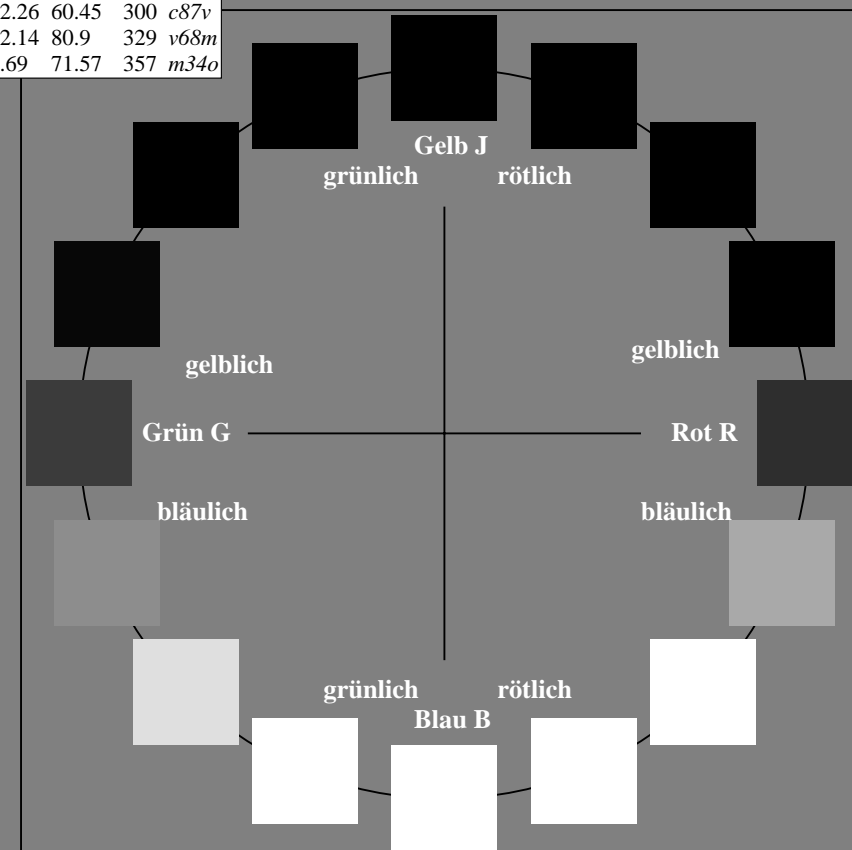 2.26 60.45 300 c87v
2.14 80.9 329 v68m
.69 71.57 357 m34o
Gelb J
grünlich rötlich
gelblich
gelblich
Grün G Rot R
bläulich bläulich
grünlich rötlich
Blau B